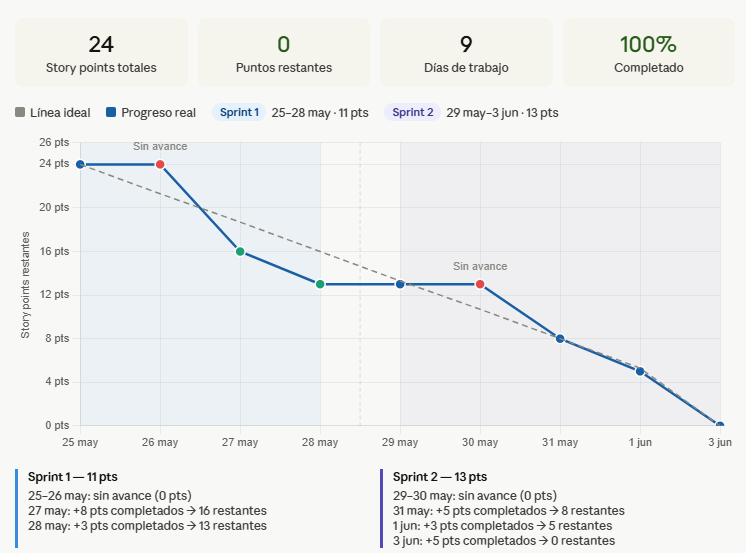 24
Story points totales
0
Puntos restantes
9
Días de trabajo
100%
Completado
Línea ideal
Progreso real
Sprint 1
25–28 may · 11 pts
Sprint 2
29 may–3 jun · 13 pts
Story points restantes
26 pts
24 pts
20 pts
16 pts
12 pts
8 pts
4 pts
0 pts
Sin avance
Sin avance
25 may
26 may
27 may
28 may
29 may
30 may
31 may
1 jun
3 jun
Sprint 1 — 11 pts
25–26 may: sin avance (0 pts)
27 may: +8 pts completados → 16 restantes
28 may: +3 pts completados → 13 restantes
Sprint 2 — 13 pts
29–30 may: sin avance (0 pts)
31 may: +5 pts completados → 8 restantes
1 jun: +3 pts completados → 5 restantes
3 jun: +5 pts completados → 0 restantes